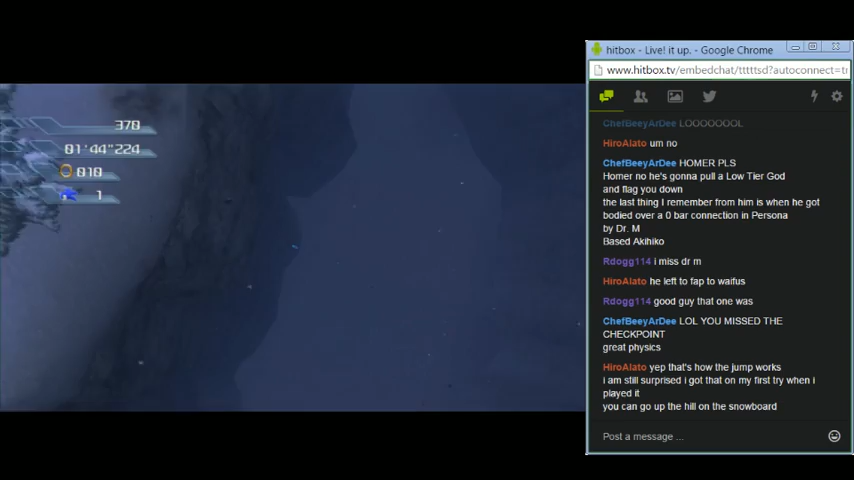 370
01'44"224
010
1
hitbox - Live! it up. - Google Chrome
www.hitbox.tv/embedchat/tttttsd?autoconnect=tr
ChefBeeyArDee LOOOOOOOL
HiroAlato um no
ChefBeeyArDee HOMER PLS
Homer no he's gonna pull a Low Tier God
and flag you down
the last thing I remember from him is when he got
bodied over a 0 bar connection in Persona
by Dr. M
Based Akihiko
Rdogg114 i miss dr m
HiroAlato he left to fap to waifus
Rdogg114 good guy that one was
ChefBeeyArDee LOL YOU MISSED THE
CHECKPOINT
great physics
HiroAlato yep that's how the jump works
i am still surprised i got that on my first try when i
played it
you can go up the hill on the snowboard
Post a message ...